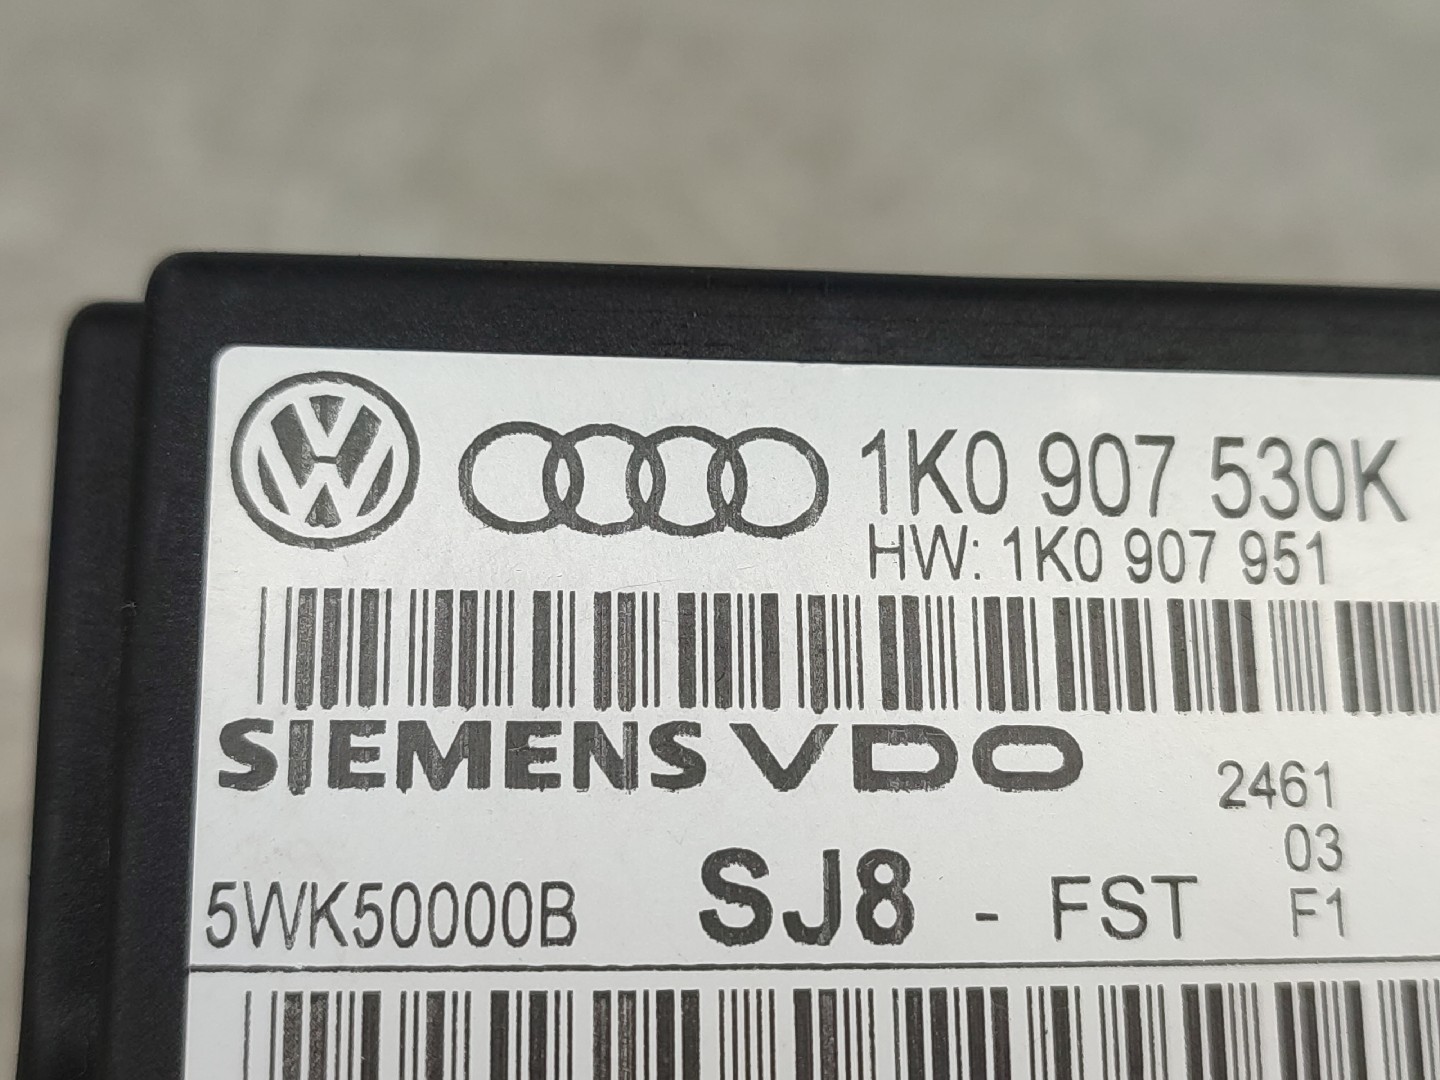 1K0 907 530K
HW: 1K0 907 951
SIEMENS VDO
2461
03
5WK50000B SJ8 - FST F1